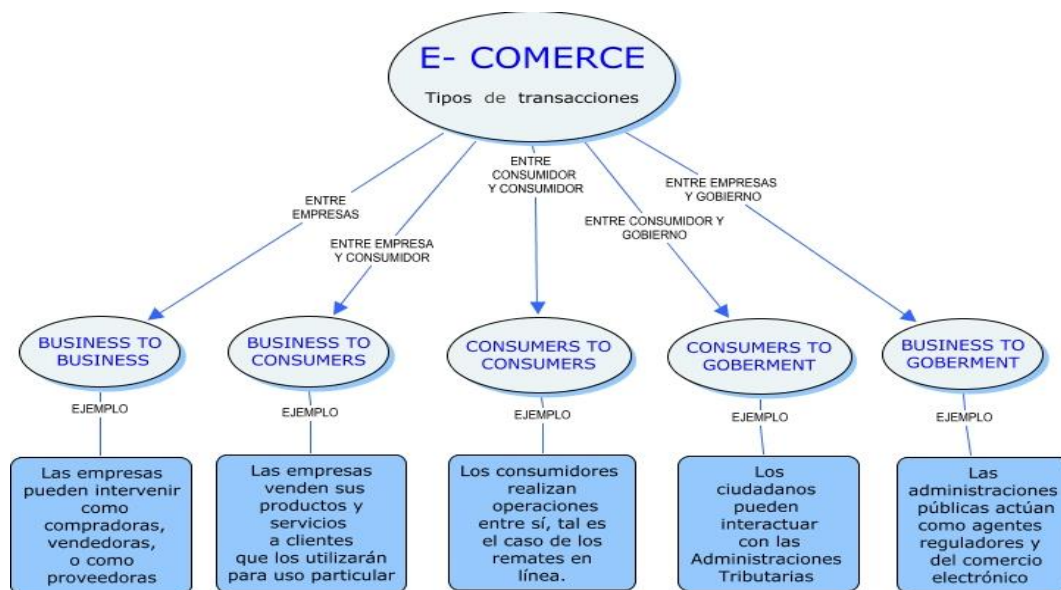 E- COMERCE
Tipos de transacciones
ENTRE
EMPRESAS
ENTRE EMPRESA
Y CONSUMIDOR
ENTRE
CONSUMIDOR
Y CONSUMIDOR
ENTRE CONSUMIDOR Y
GOBIERNO
ENTRE EMPRESAS
Y GOBIERNO
BUSINESS TO
BUSINESS
BUSINESS TO
CONSUMERS
CONSUMERS TO
CONSUMERS
CONSUMERS TO
GOBERMENT
BUSINESS TO
GOBERMENT
EJEMPLO
EJEMPLO
EJEMPLO
EJEMPLO
EJEMPLO
Las empresas
pueden intervenir
como
compradoras,
vendedoras,
o como
proveedoras
Las empresas
venden sus
productos y
servicios
a clientes
que los utilizarán
para uso particular
Los consumidores
realizan
operaciones
entre sí, tal es
el caso de los
remates en
línea.
Los
ciudadanos
pueden
interactuar
con las
Administraciones
Tributarias
Las
administraciones
públicas actúan
como agentes
reguladores y
del comercio
electrónico